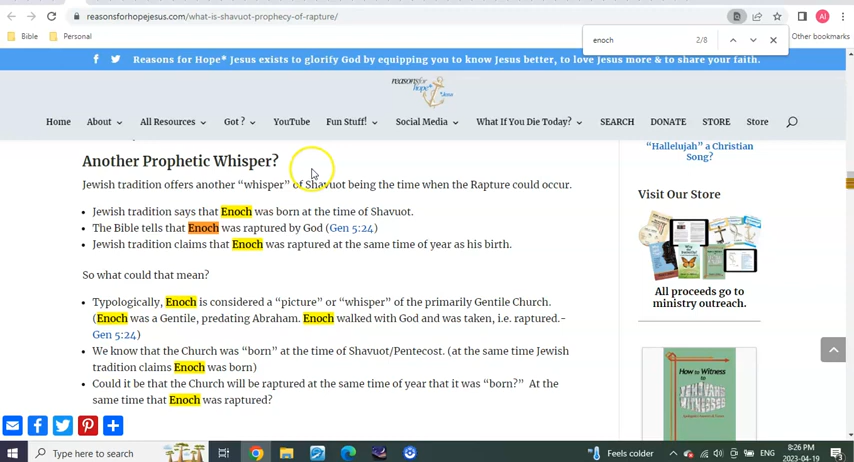 reasonsforhopejesus.com/what-is-shavuot-prophecy-of-rapture/
AI
Bible
Personal
enoch
2/8
Other bookmarks
Reasons for Hope* Jesus exists to glorify God by equipping you to know Jesus better, to love Jesus more & to share your faith.
reasons for
hope*
Jesus
Home
About
All Resources
Got ?
YouTube
Fun Stuff!
Social Media
What If You Die Today?
SEARCH
DONATE
STORE
Store
Another Prophetic Whisper?
Jewish tradition offers another “whisper” of Shavuot being the time when the Rapture could occur.
Jewish tradition says that Enoch was born at the time of Shavuot.
The Bible tells that Enoch was raptured by God (Gen 5:24)
Jewish tradition claims that Enoch was raptured at the same time of year as his birth.
So what could that mean?
Typologically, Enoch is considered a “picture” or “whisper” of the primarily Gentile Church.
(Enoch was a Gentile, predating Abraham. Enoch walked with God and was taken, i.e. raptured.-
Gen 5:24)
We know that the Church was “born” at the time of Shavuot/Pentecost. (at the same time Jewish
tradition claims Enoch was born)
Could it be that the Church will be raptured at the same time of year that it was “born?” At the
same time that Enoch was raptured?
“Hallelujah” a Christian
Song?
Visit Our Store
All proceeds go to
ministry outreach.
How to Witness
to
JEHOVAHS
WITNESSES
Type here to search
Feels colder
ENG
8:26 PM
2023-04-19
3